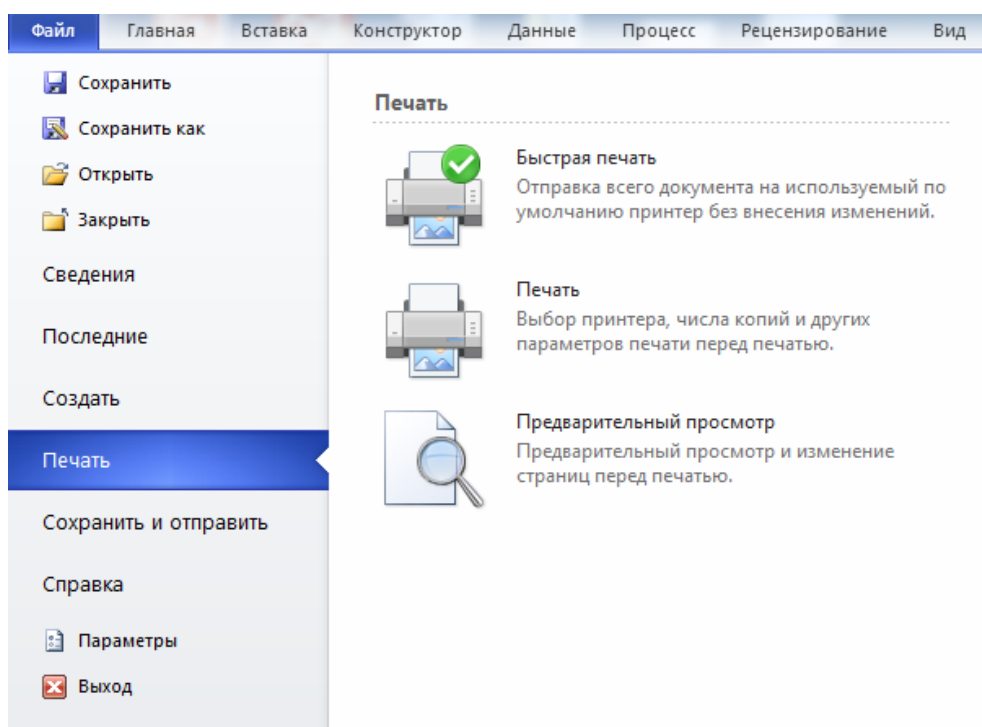 Файл Главная Вставка Конструктор Данные Процесс Рецензирование Вид
Сохранить
Сохранить как
Открыть
Закрыть
Сведения
Последние
Создать
Печать
Сохранить и отправить
Справка
Параметры
Выход
Печать
Быстрая печать
Отправка всего документа на используемый по
умолчанию принтер без внесения изменений.
Печать
Выбор принтера, числа копий и других
параметров печати перед печатью.
Предварительный просмотр
Предварительный просмотр и изменение
страниц перед печатью.